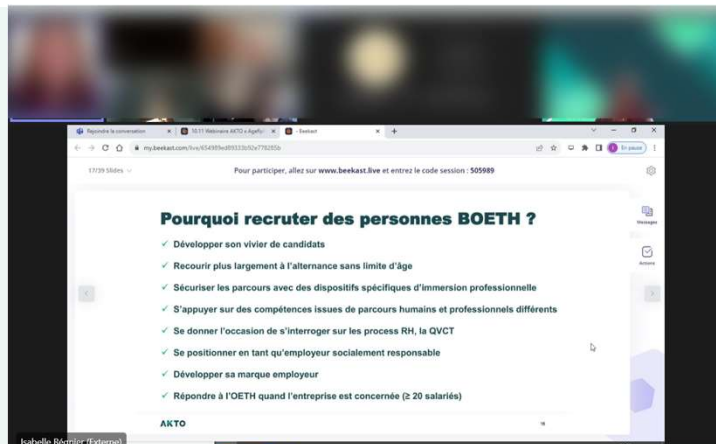 Rejoindre la conversation
10.11 Webinaire AKTO
- Beekast
my.beekast.com/live/
En pause
17/39 Slides
Pour participer, allez sur www.beekast.live et entrez le code session : 505989
Messages
Pourquoi recruter des personnes BOETH ?
✓ Développer son vivier de candidats
✓ Recourir plus largement à l'alternance sans limite d'âge
Actions
✓ Sécuriser les parcours avec des dispositifs spécifiques d'immersion professionnelle
✓ S'appuyer sur des compétences issues de parcours humains et professionnels différents
✓ Se donner l'occasion de s'interroger sur les process RH, la QVCT
✓ Se positionner en tant qu'employeur socialement responsable
✓ Développer sa marque employeur
✓ Répondre à l'OETH quand l'entreprise est concernée (≥ 20 salariés)
AKTO
Isabelle Régnier (Externe)